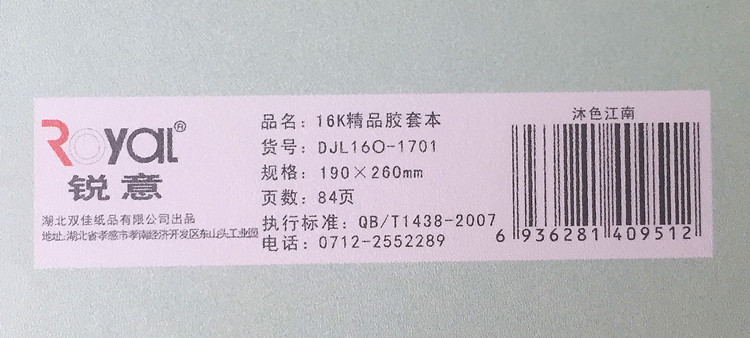 Royal®
锐意
湖北双佳纸品有限公司出品
地址:湖北省孝感市孝南经济开发区东山头工业园
品名：16K精品胶套本
货号：DJL160-1701
规格：190×260mm
页数：84页
执行标准：QB/T1438-2007
电话：0712-2552289
沐色江南
6 936281 409512